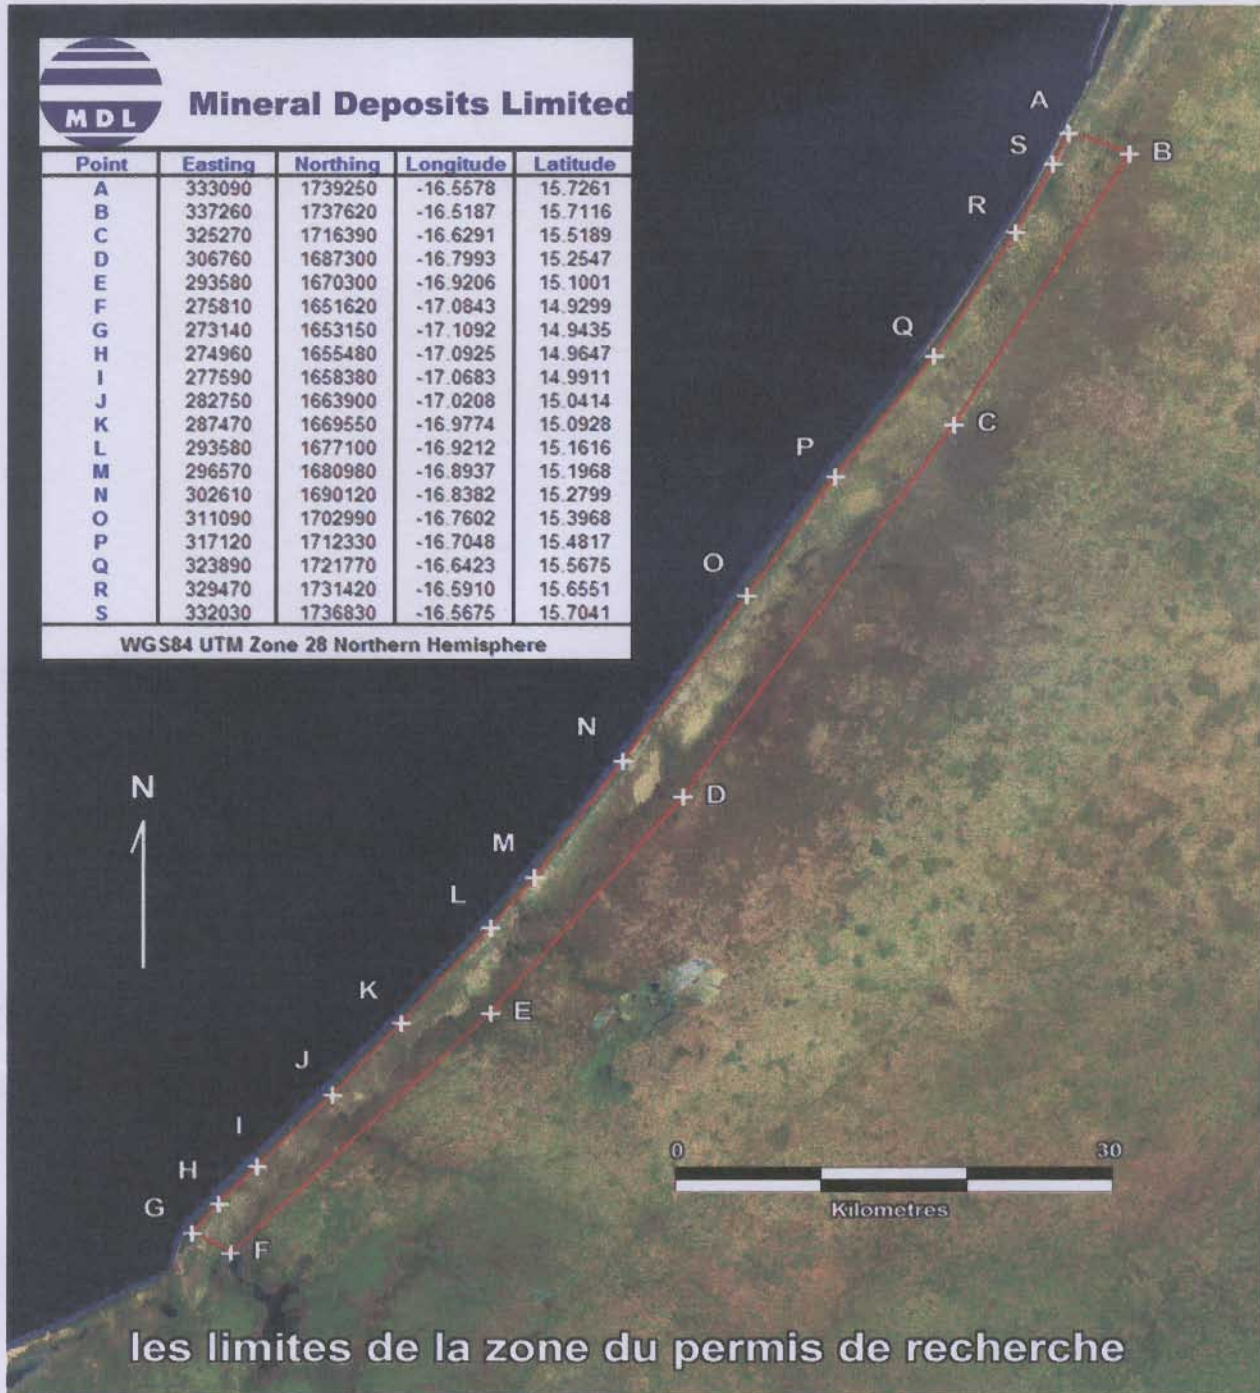 MDL
Mineral Deposits Limited
Point Easting Northing Longitude Latitude
A 333090 1739250 -16.5578 15.7261
B 337260 1737620 -16.5187 15.7116
C 325270 1716390 -16.6291 15.5189
D 306760 1687300 -16.7993 15.2547
E 293580 1670300 -16.9206 15.1001
F 275810 1651620 -17.0843 14.9299
G 273140 1653150 -17.1092 14.9435
H 274960 1655480 -17.0925 14.9647
I 277590 1658380 -17.0683 14.9911
J 282750 1663900 -17.0208 15.0414
K 287470 1669550 -16.9774 15.0928
L 293580 1677100 -16.9212 15.1616
M 296570 1680980 -16.8937 15.1968
N 302610 1690120 -16.8382 15.2799
O 311090 1702990 -16.7602 15.3968
P 317120 1712330 -16.7048 15.4817
Q 323890 1721770 -16.6423 15.5675
R 329470 1731420 -16.5910 15.6551
S 332030 1736830 -16.5675 15.7041
WGS84 UTM Zone 28 Northern Hemisphere
A
B
S
R
Q
C
P
O
N
D
N
M
L
E
K
J
I
H
G
F
0 30
Kilometres
les limites de la zone du permis de recherche